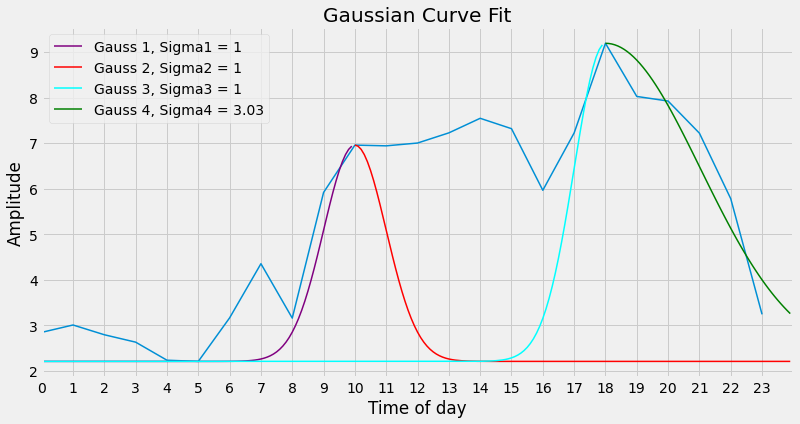 Gaussian Curve Fit
Gauss 1, Sigma1 = 1
Gauss 2, Sigma2 = 1
Gauss 3, Sigma3 = 1
Gauss 4, Sigma4 = 3.03
Amplitude
9
8
7
6
5
4
3
2
0 1 2 3 4 5 6 7 8 9 10 11 12 13 14 15 16 17 18 19 20 21 22 23
Time of day